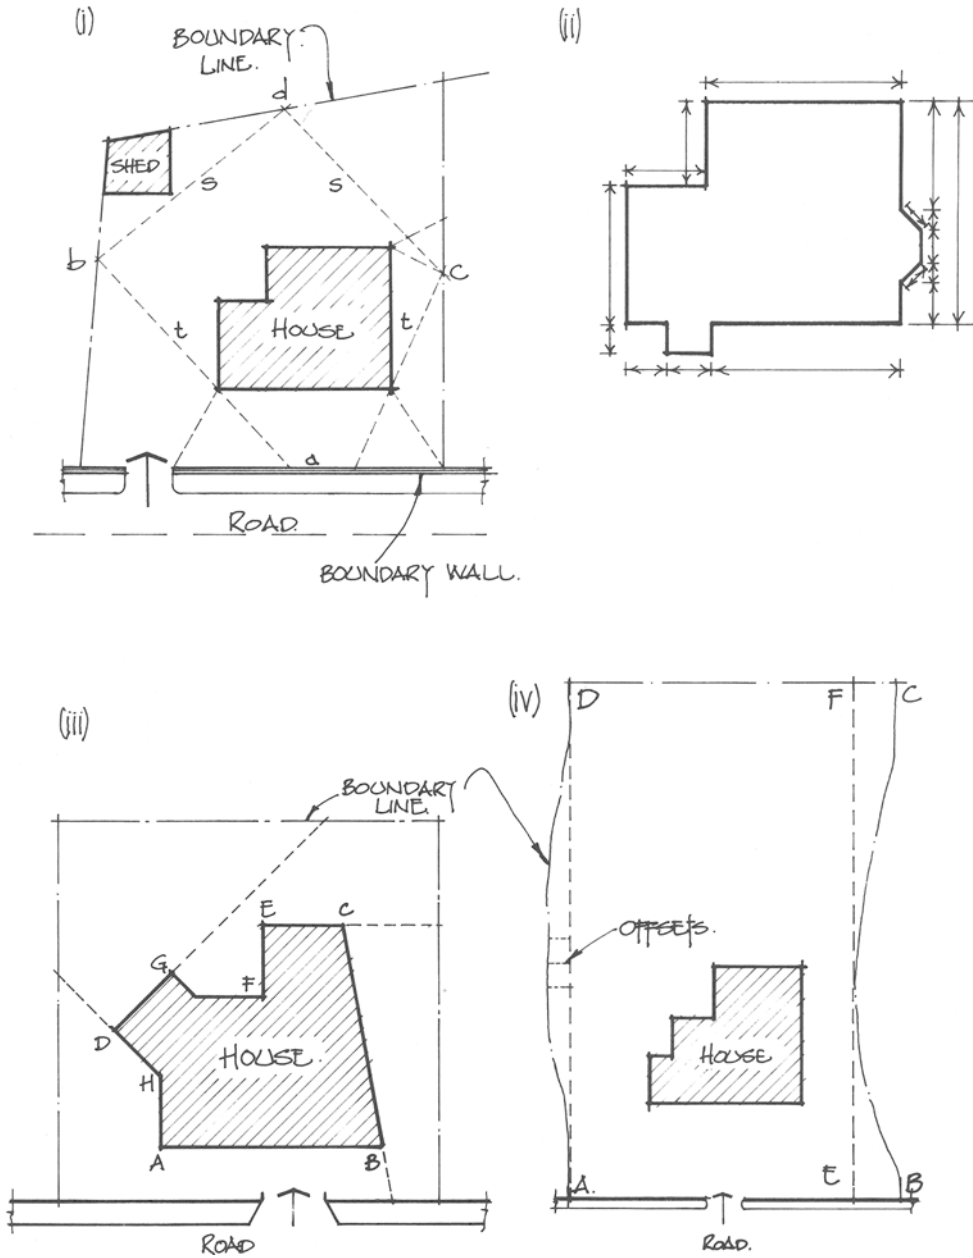 (i)
BOUNDARY
LINE.
d
SHED
s
s
b
c
t
t
HOUSE
a
ROAD.
BOUNDARY WALL.
(ii)
(iii)
BOUNDARY
LINE.
E
C
G
F
D
H
HOUSE
A
B
ROAD
(iv)
D
F
C
OFFSETS.
HOUSE
A.
E
B
ROAD.